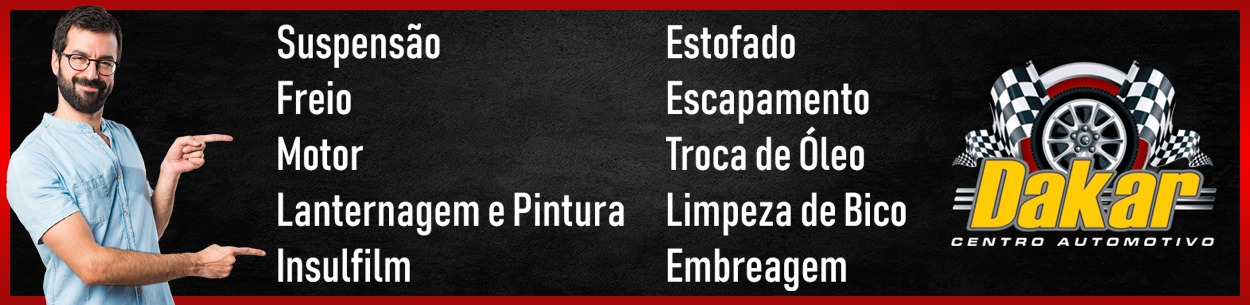 Suspensão
Freio
Motor
Lanternagem e Pintura
Insulfilm
Estofado
Escapamento
Troca de Óleo
Limpeza de Bico
Embreagem
Dakar
CENTRO AUTOMOTIVO